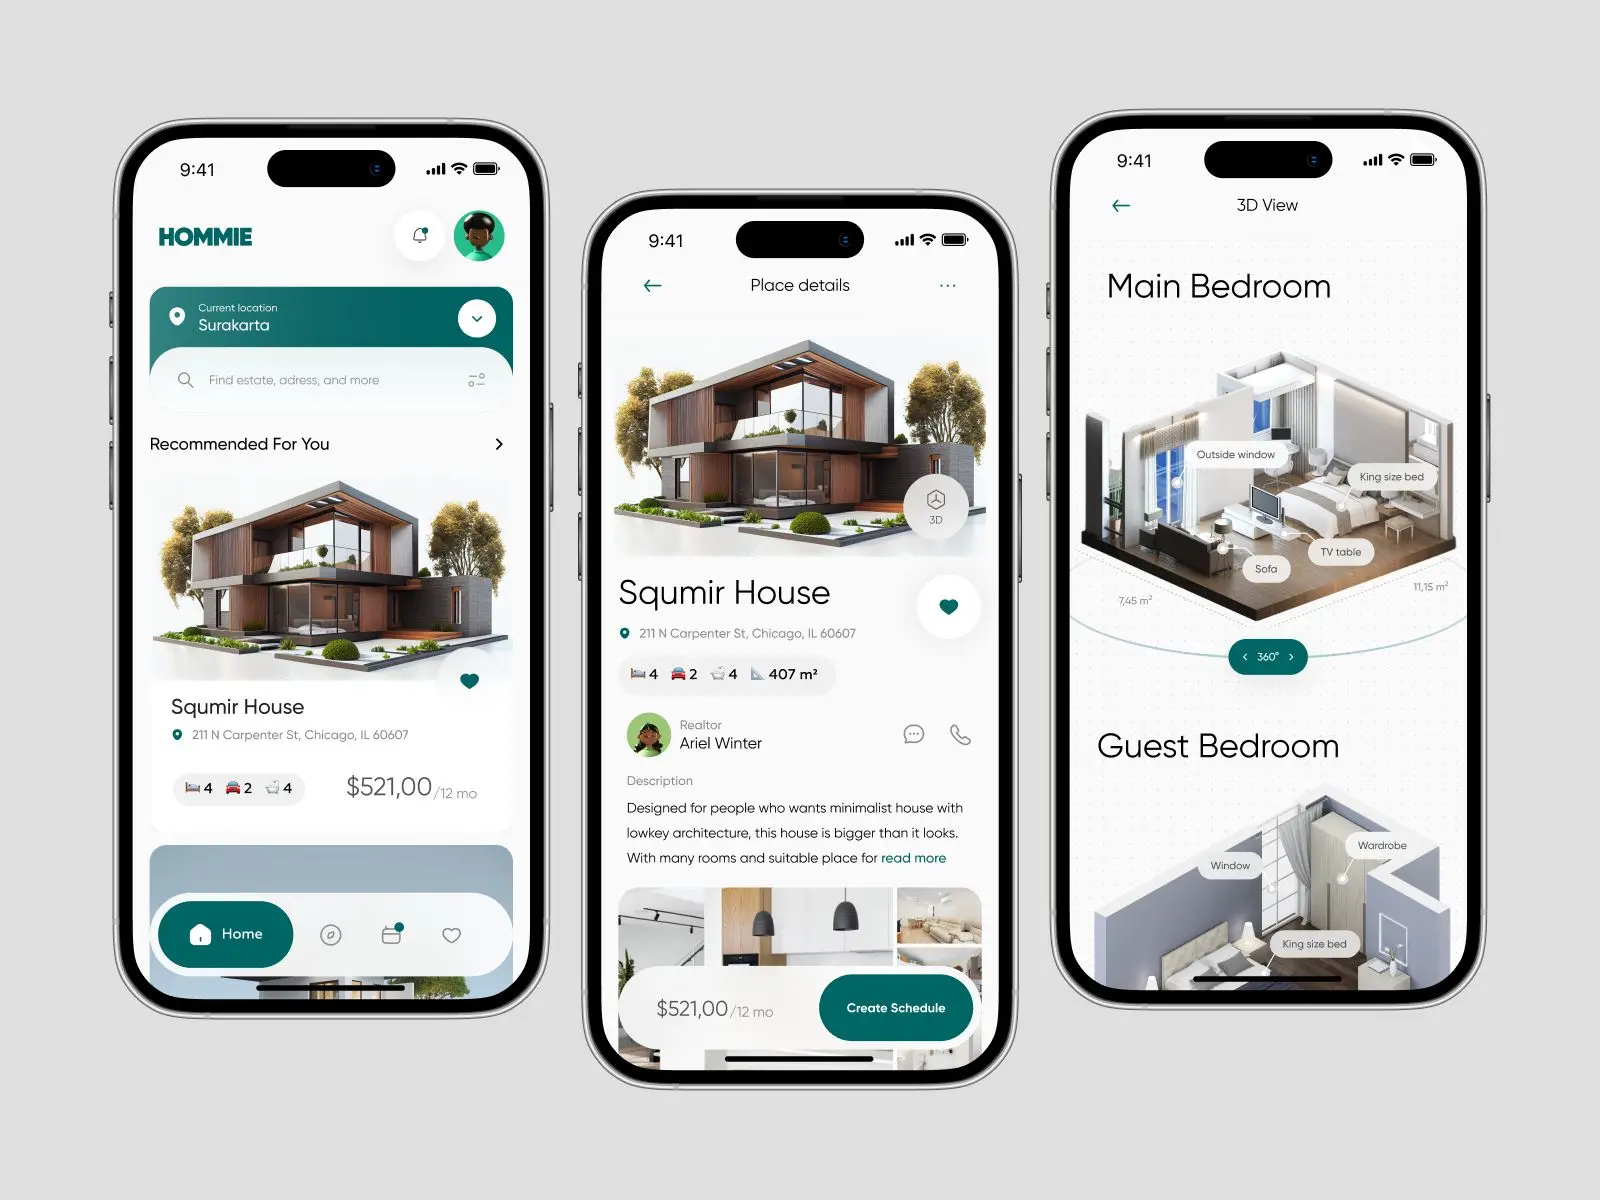 9:41
HOMMIE
Current location
Surakarta
Find estate, adress, and more
Recommended For You
Squmir House
211 N Carpenter St, Chicago, IL 60607
4 2 4
$521,00/12 mo
Home
9:41
Place details
3D
Squmir House
211 N Carpenter St, Chicago, IL 60607
4 2 4 407 m²
Realtor
Ariel Winter
Description
Designed for people who wants minimalist house with
lowkey architecture, this house is bigger than it looks.
With many rooms and suitable place for read more
$521,00/12 mo
Create Schedule
9:41
3D View
Main Bedroom
Outside window
King size bed
TV table
Sofa
7,45 m²
11,15 m²
360°
Guest Bedroom
Wardrobe
Window
King size bed